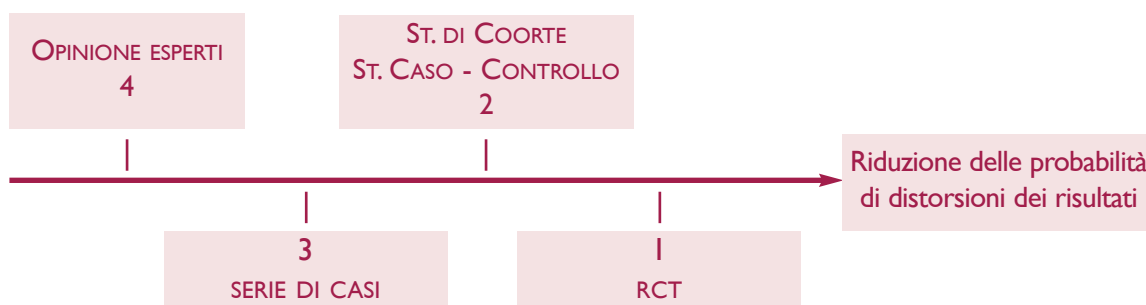 OPINIONE ESPERTI
4
ST. DI COORTE
ST. CASO - CONTROLLO
2
Riduzione delle probabilità
di distorsioni dei risultati
3
SERIE DI CASI
1
RCT